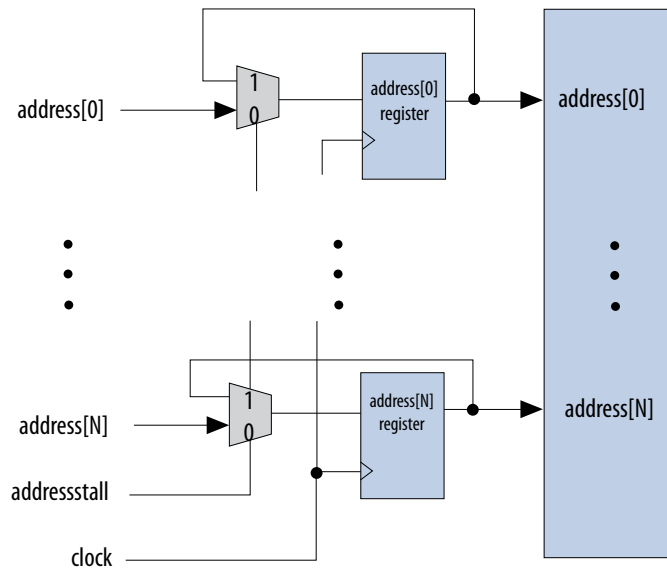 1
0
address[0]
address[0]
register
address[0]
1
0
address[N]
address[N]
register
address[N]
addressstall
clock